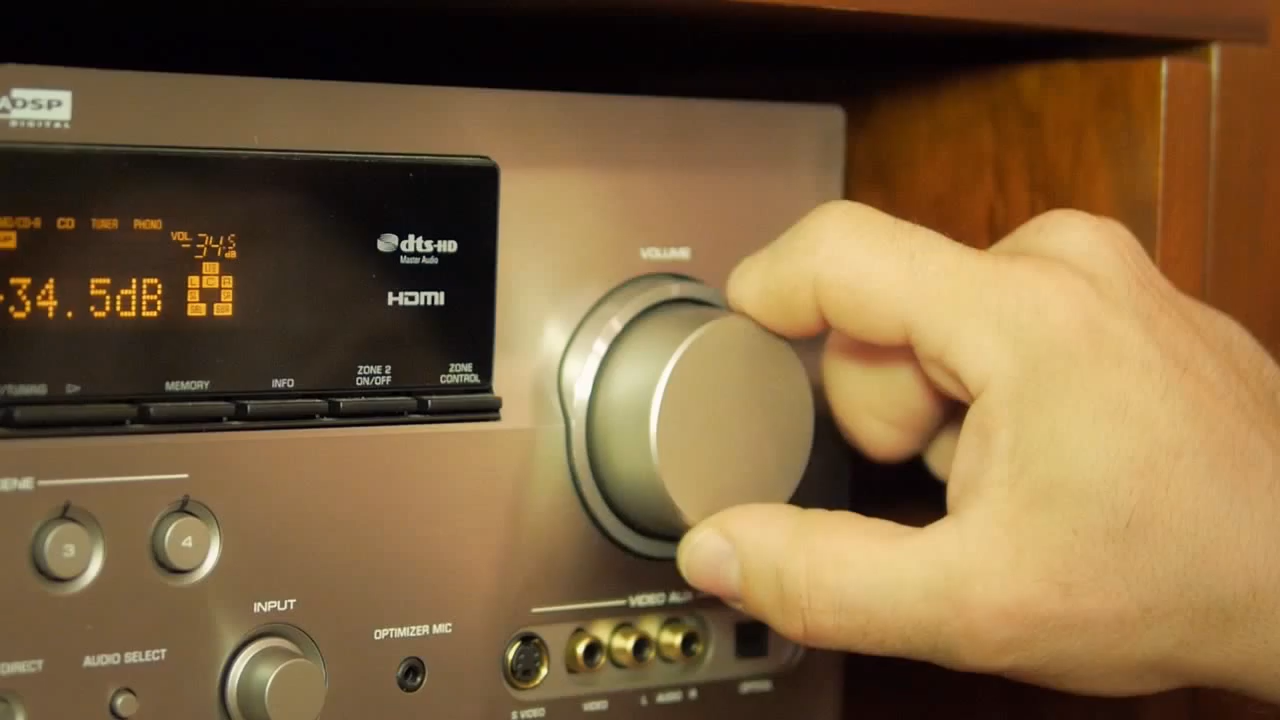 DSP
DIGITAL
CD TUNER PHONO
VOL.
-34.5
dB
L C R
-34.5dB
dts-HD
Master Audio
HDMI
VOLUME
/TUNING
MEMORY
INFO
ZONE 2
ON/OFF
ZONE
CONTROL
3
4
INPUT
OPTIMIZER MIC
VIDEO AUX
DIRECT
AUDIO SELECT
S VIDEO
VIDEO
L AUDIO R
OPTICAL